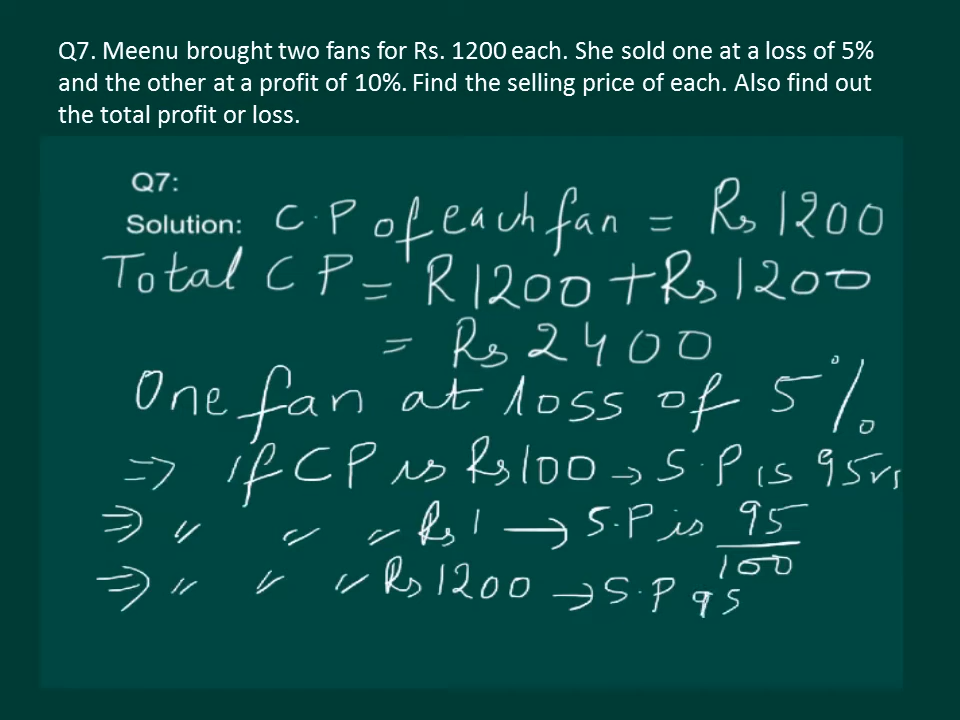 Q7. Meenu brought two fans for Rs. 1200 each. She sold one at a loss of 5%
and the other at a profit of 10%. Find the selling price of each. Also find out
the total profit or loss.
Q7:
Solution: C.P of each fan = Rs 1200
Total CP = R 1200 + Rs 1200
= Rs 2400
One fan at loss of 5%
=> if CP is Rs 100 → S.P is 95 rs
=> " " " Rs 1 → S.P is 95/100
=> " " " Rs 1200 → S.P 95